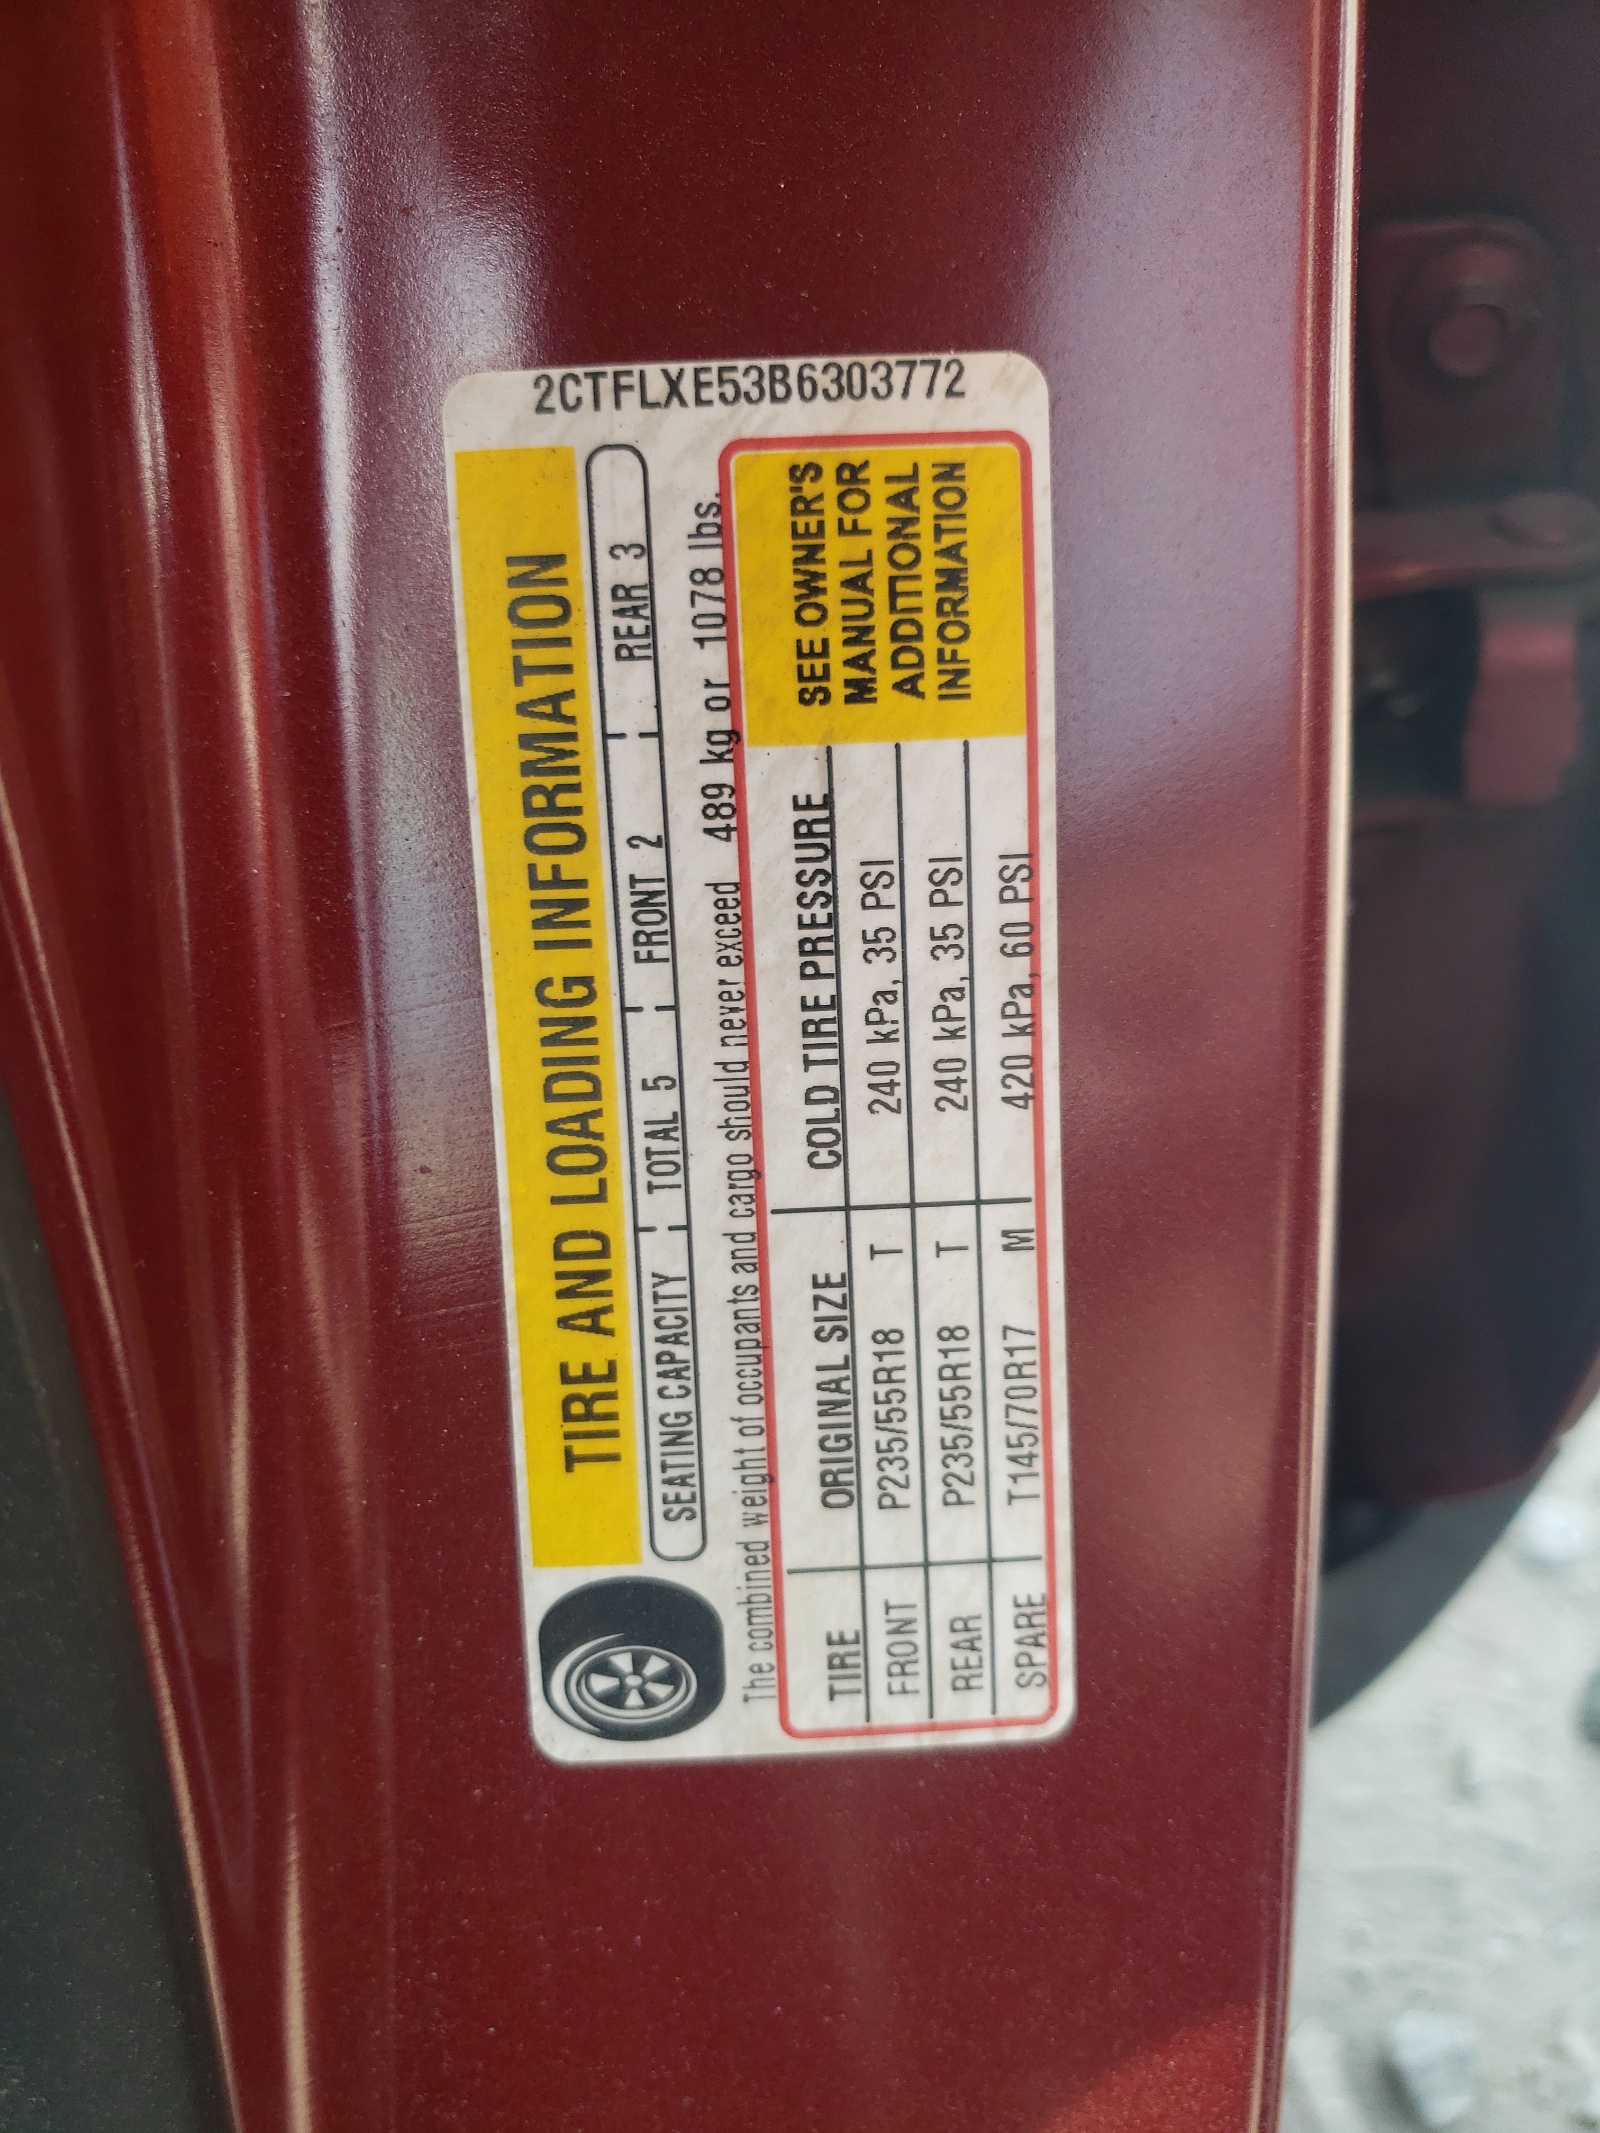 TIRE AND LOADING INFORMATION
SEATING CAPACITY TOTAL 5 FRONT 2 REAR 3
The combined weight of occupants and cargo should never exceed 489 kg or 1078 lbs.
TIRE ORIGINAL SIZE COLD TIRE PRESSURE
FRONT P235/55R18 T 240 kPa, 35 PSI
REAR P235/55R18 T 240 kPa, 35 PSI
SPARE T145/70R17 M 420 kPa, 60 PSI
SEE OWNER'S
MANUAL FOR
ADDITIONAL
INFORMATION
2CTFLXE53B6303772